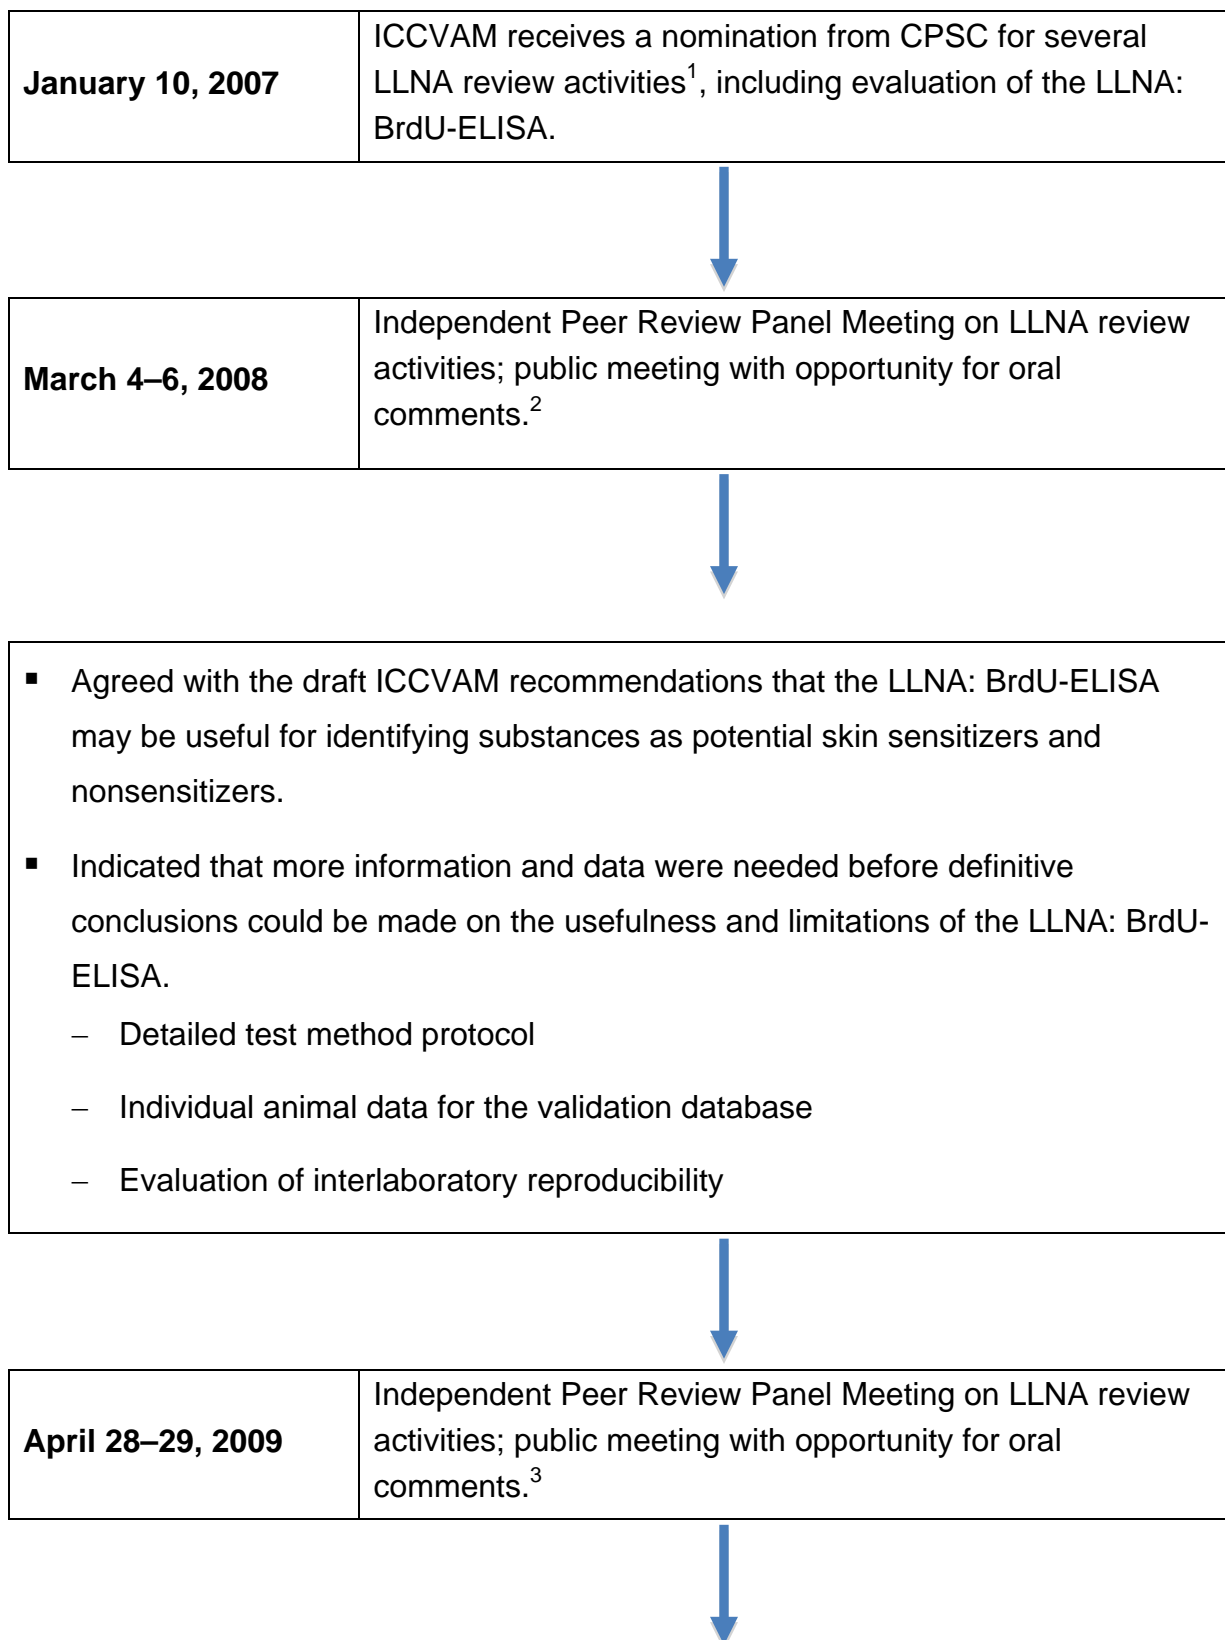 January 10, 2007
ICCVAM receives a nomination from CPSC for several
LLNA review activities1, including evaluation of the LLNA:
BrdU-ELISA.
March 4–6, 2008
Independent Peer Review Panel Meeting on LLNA review
activities; public meeting with opportunity for oral
comments.2
▪ Agreed with the draft ICCVAM recommendations that the LLNA: BrdU-ELISA
may be useful for identifying substances as potential skin sensitizers and
nonsensitizers.
▪ Indicated that more information and data were needed before definitive
conclusions could be made on the usefulness and limitations of the LLNA: BrdU-
ELISA.
– Detailed test method protocol
– Individual animal data for the validation database
– Evaluation of interlaboratory reproducibility
April 28–29, 2009
Independent Peer Review Panel Meeting on LLNA review
activities; public meeting with opportunity for oral
comments.3